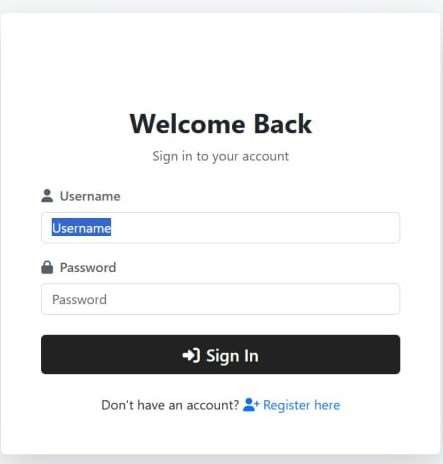 Welcome Back
Sign in to your account
Username
Username
Password
Password
Sign In
Don't have an account? Register here